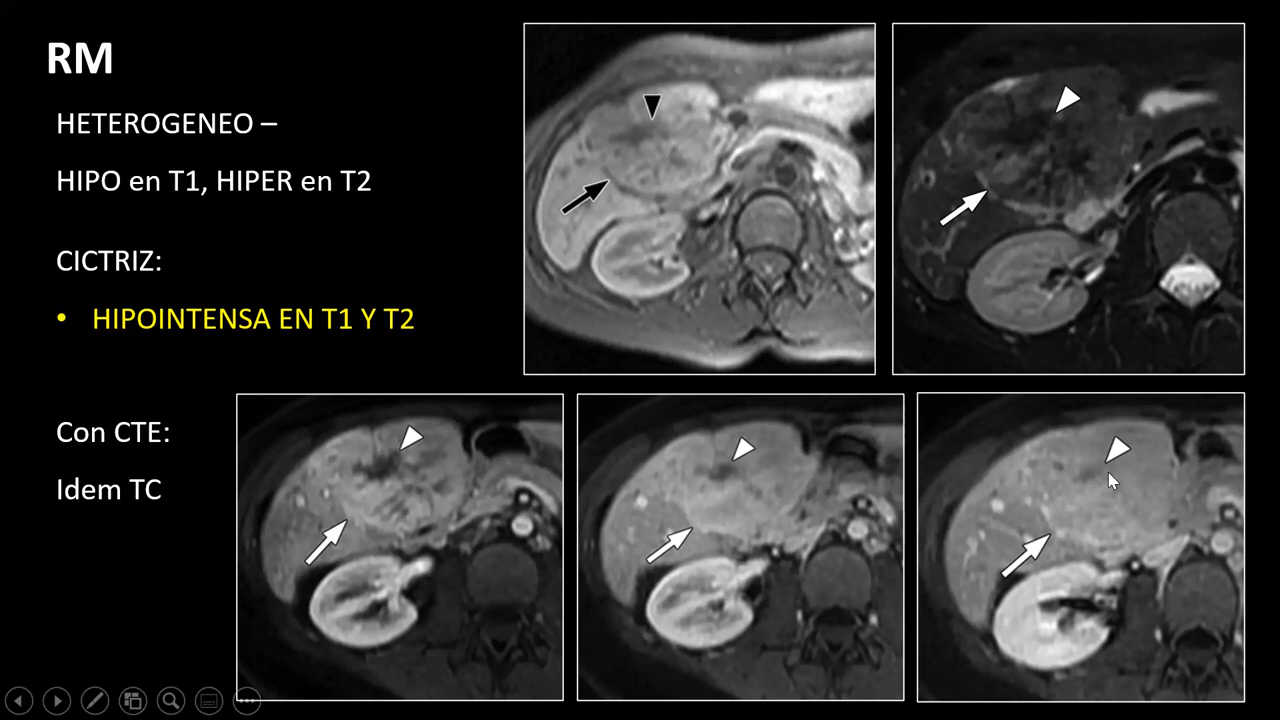 RM
HETEROGENEO –
HIPO en T1, HIPER en T2
CICTRIZ:
• HIPOINTENSA EN T1 Y T2
Con CTE:
Idem TC